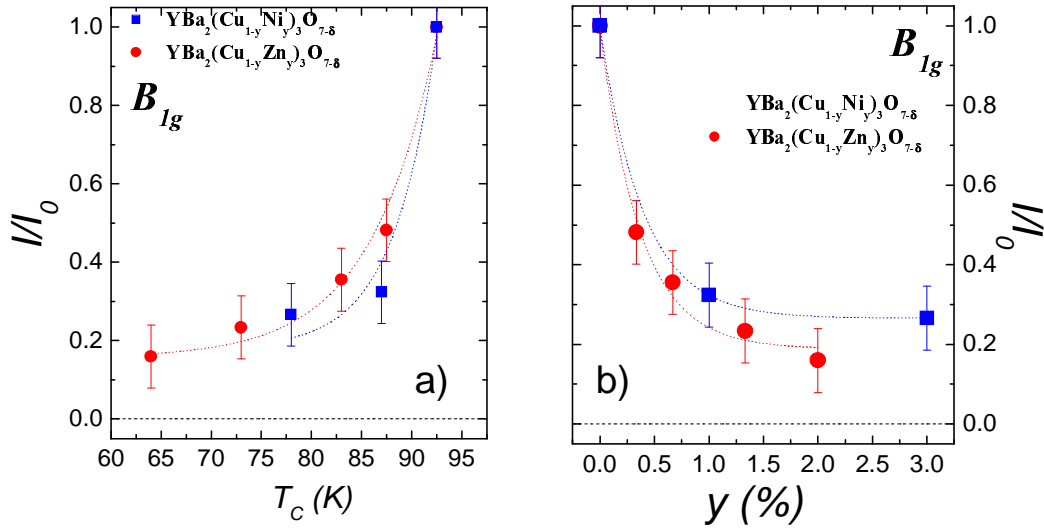 YBa₂(Cu₁₋yNiy)₃O₇₋δ
YBa₂(Cu₁₋yZny)₃O₇₋δ
B₁g
1.0
0.8
0.6
0.4
0.2
0.0
I/I₀
a)
60 65 70 75 80 85 90 95
T_C (K)
B₁g
YBa₂(Cu₁₋yNiy)₃O₇₋δ
YBa₂(Cu₁₋yZny)₃O₇₋δ
1.0
0.8
0.6
0.4
0.2
0.0
I/I₀
b)
0.0 0.5 1.0 1.5 2.0 2.5 3.0
y (%)